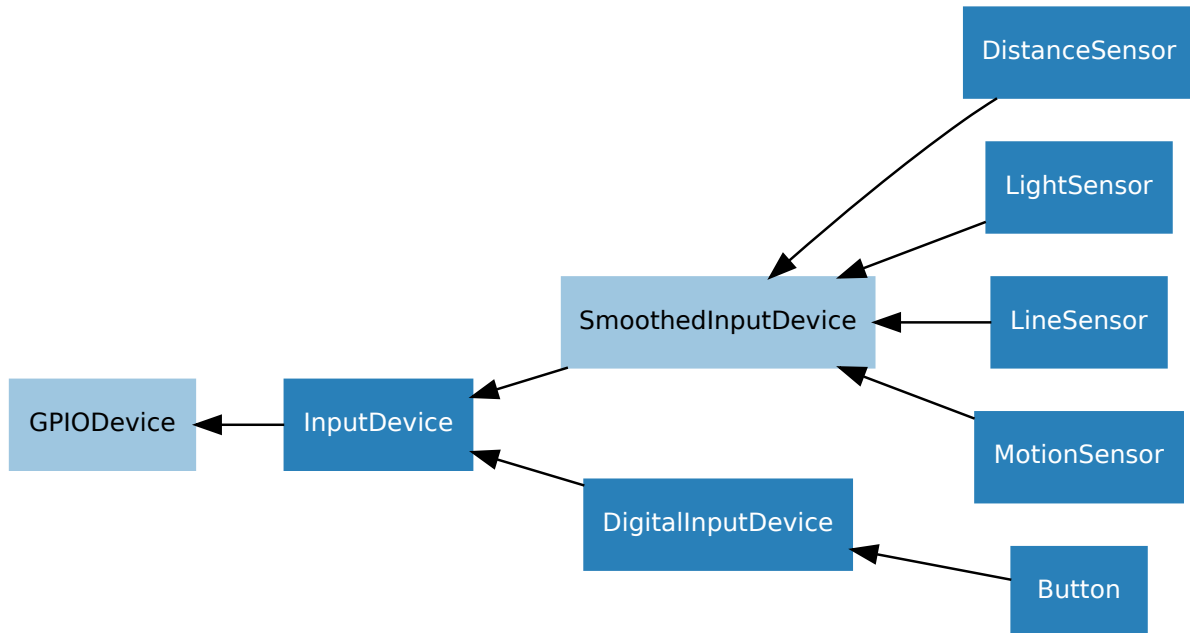 DistanceSensor
LightSensor
SmoothedInputDevice
LineSensor
GPIODevice
InputDevice
MotionSensor
DigitalInputDevice
Button